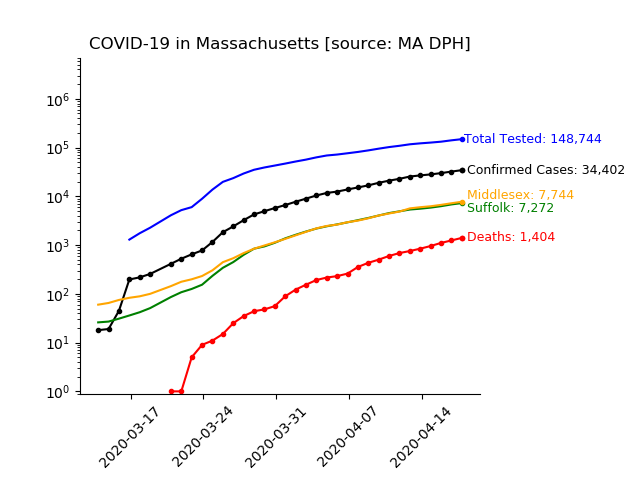 COVID-19 in Massachusetts [source: MA DPH]
10^6
10^5
10^4
10^3
10^2
10^1
10^0
Total Tested: 148,744
Confirmed Cases: 34,402
Middlesex: 7,744
Suffolk: 7,272
Deaths: 1,404
2020-03-17
2020-03-24
2020-03-31
2020-04-07
2020-04-14